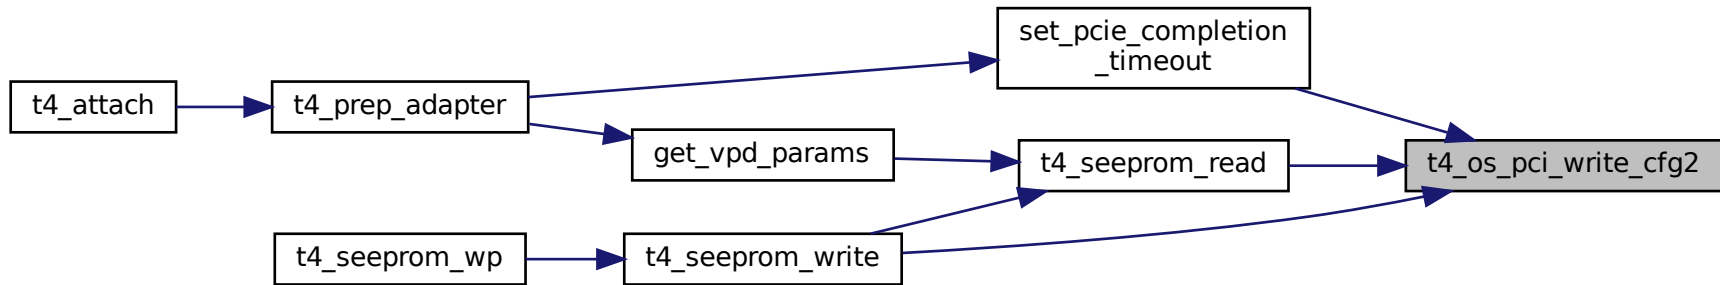 set_pcie_completion
_timeout
t4_attach
t4_prep_adapter
get_vpd_params
t4_seeprom_read
t4_os_pci_write_cfg2
t4_seeprom_wp
t4_seeprom_write